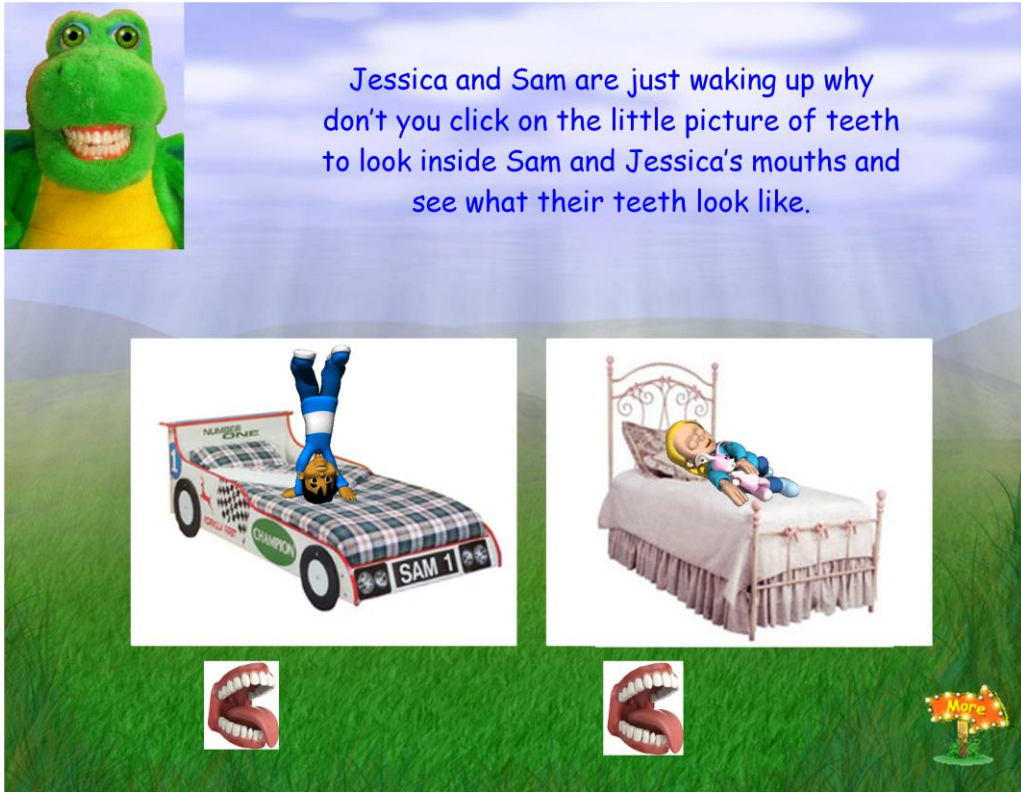 Jessica and Sam are just waking up why
don't you click on the little picture of teeth
to look inside Sam and Jessica's mouths and
see what their teeth look like.
NUMBER
ONE
1
CHAMPION
SAM 1
More